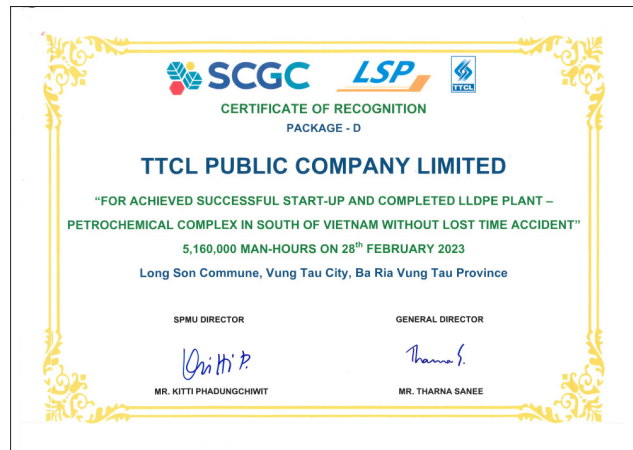 SCGC LSP TTCL
CERTIFICATE OF RECOGNITION
PACKAGE - D
TTCL PUBLIC COMPANY LIMITED
“FOR ACHIEVED SUCCESSFUL START-UP AND COMPLETED LLDPE PLANT –
PETROCHEMICAL COMPLEX IN SOUTH OF VIETNAM WITHOUT LOST TIME ACCIDENT”
5,160,000 MAN-HOURS ON 28th FEBRUARY 2023
Long Son Commune, Vung Tau City, Ba Ria Vung Tau Province
SPMU DIRECTOR GENERAL DIRECTOR
Kitti P. Tharna S.
MR. KITTI PHADUNGCHIWIT MR. THARNA SANEE